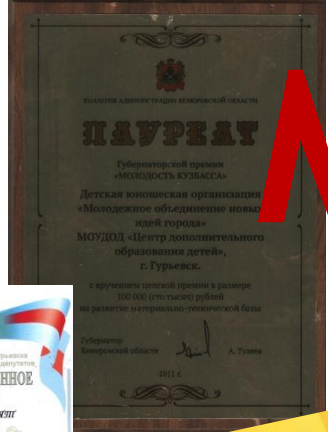 КОЛЛЕГИЯ АДМИНИСТРАЦИИ КЕМЕРОВСКОЙ ОБЛАСТИ
ЛАУРЕАТ
Губернаторской премии
«МОЛОДОСТЬ КУЗБАССА»
Детская юношеская организация
«Молодежное объединение новых
идей города»
МОУДОД «Центр дополнительного
образования детей»,
г. Гурьевск.
с вручением целевой премии в размере
100 000 (сто тысяч) рублей
на развитие материально-технической базы
Губернатор
Кемеровской области А. Тулеев
2011 г.